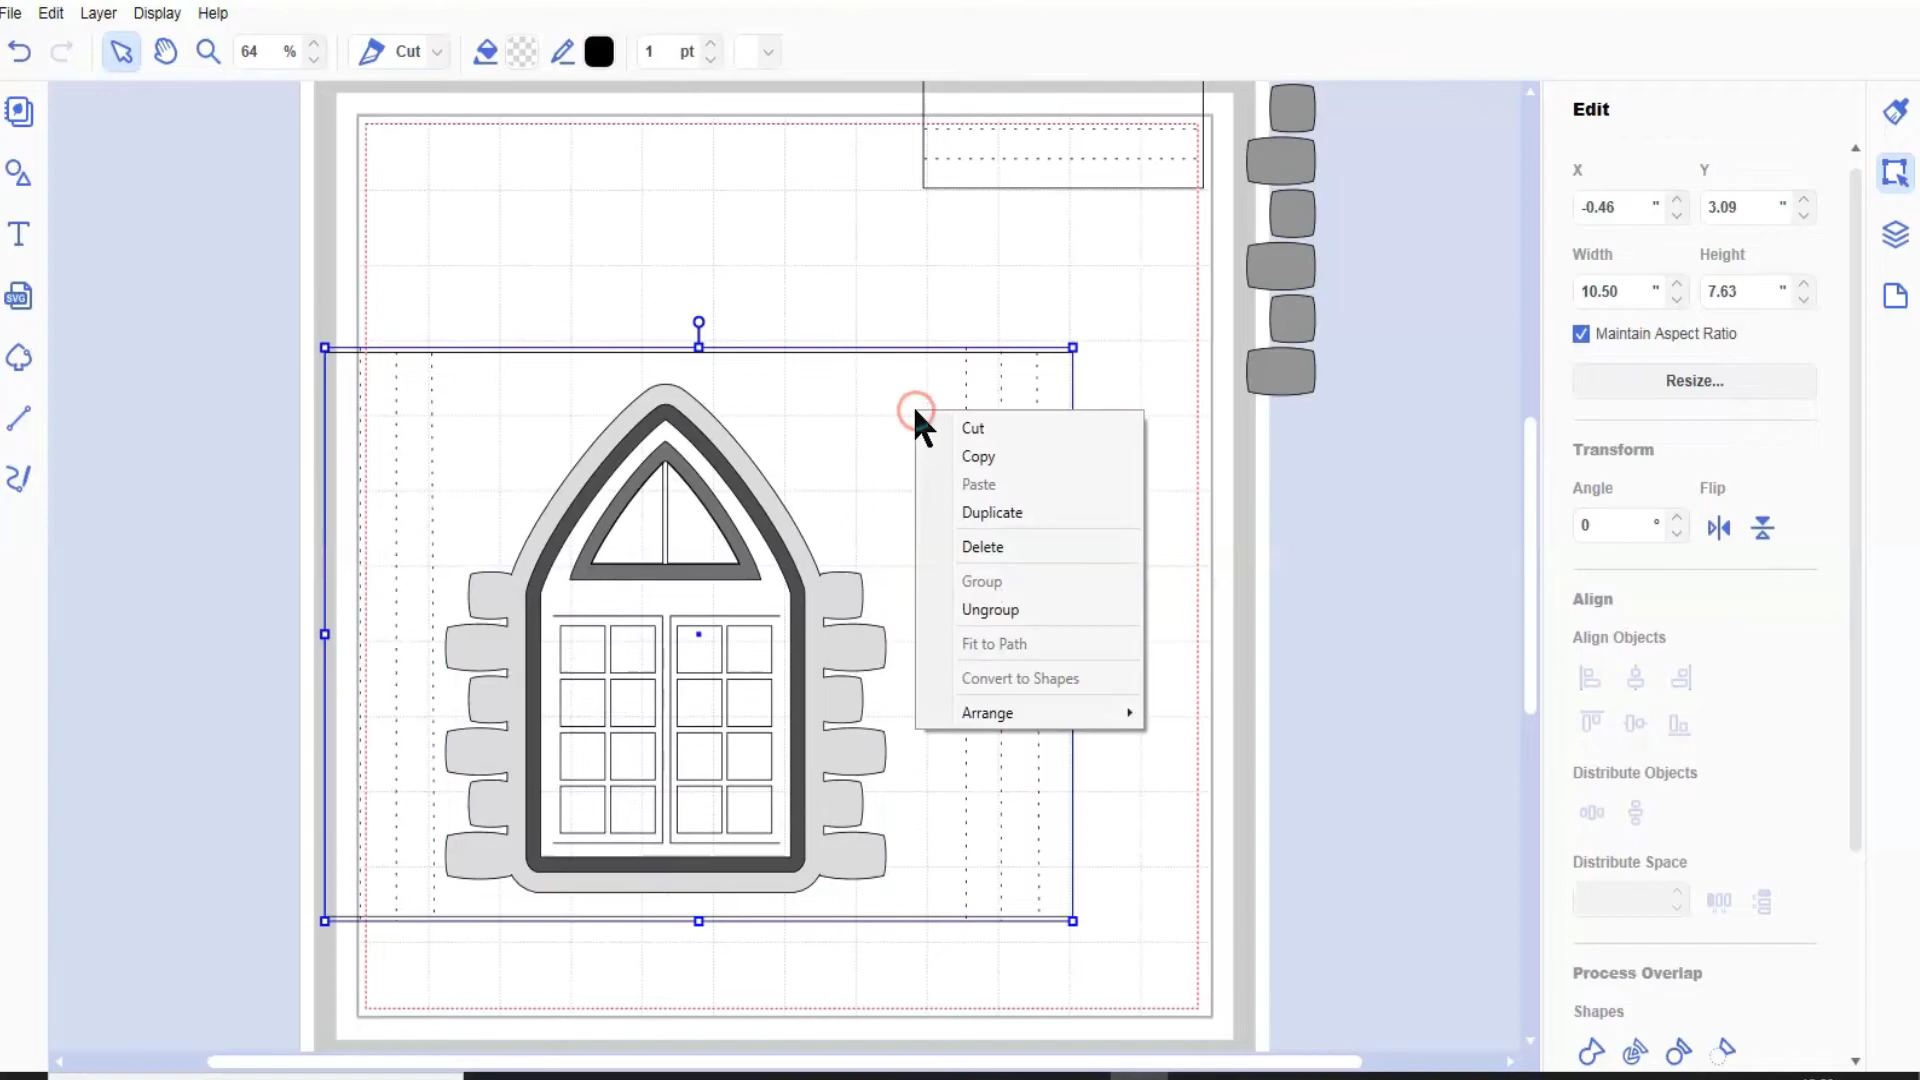 File Edit Layer Display Help
64 % Cut 1 pt
SVG
Edit
X Y
-0.46 " 3.09 "
Width Height
10.50 " 7.63 "
Maintain Aspect Ratio
Resize...
Transform
Angle Flip
0 °
Align
Align Objects
Distribute Objects
Distribute Space
Process Overlap
Shapes
Cut
Copy
Paste
Duplicate
Delete
Group
Ungroup
Fit to Path
Convert to Shapes
Arrange